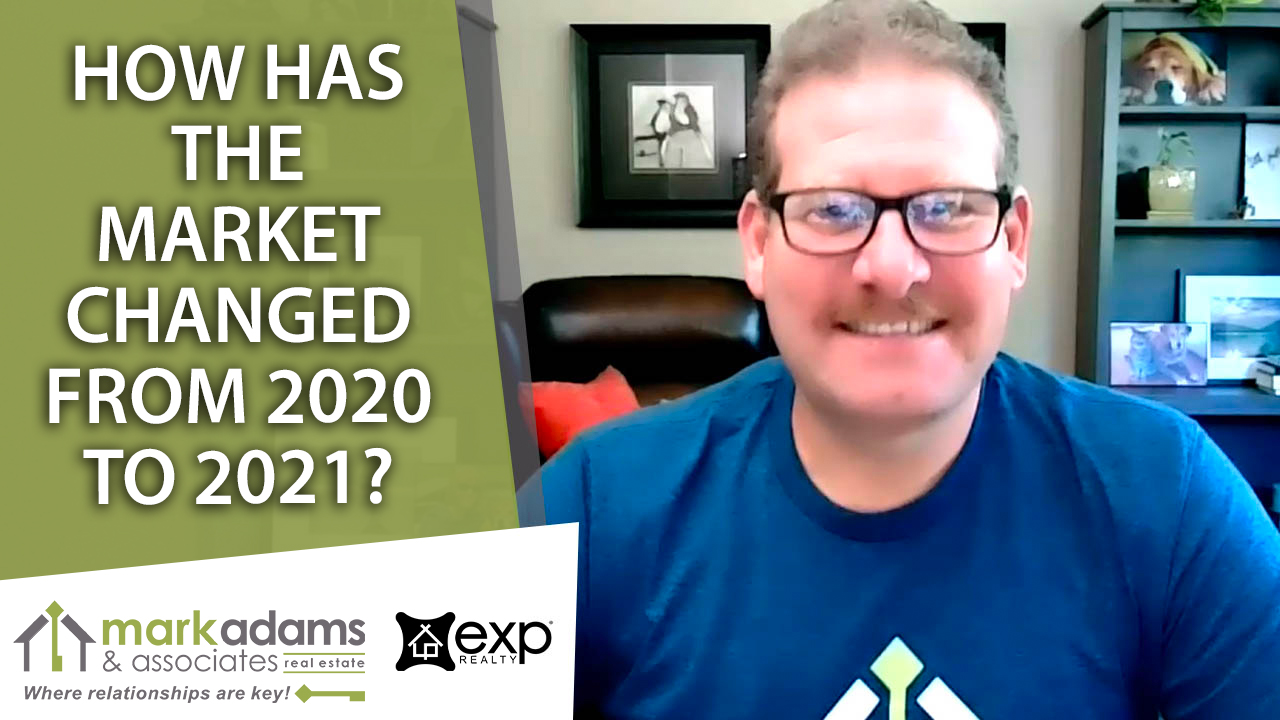 HOW HAS
THE
MARKET
CHANGED
FROM 2020
TO 2021?
markadams
& associates real estate
Where relationships are key!
exp
REALTY